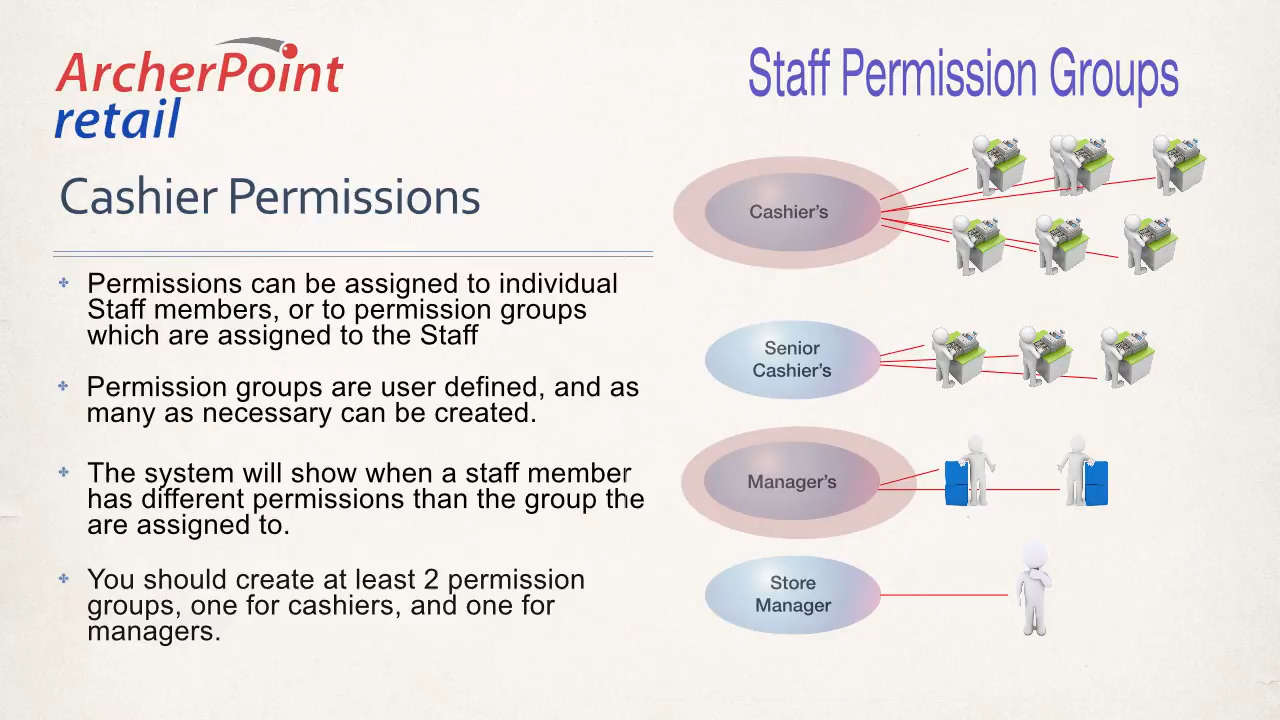 ArcherPoint
retail
Cashier Permissions
Permissions can be assigned to individual
Staff members, or to permission groups
which are assigned to the Staff
Permission groups are user defined, and as
many as necessary can be created.
The system will show when a staff member
has different permissions than the group the
are assigned to.
You should create at least 2 permission
groups, one for cashiers, and one for
managers.
Staff Permission Groups
Cashier's
Senior
Cashier's
Manager's
Store
Manager